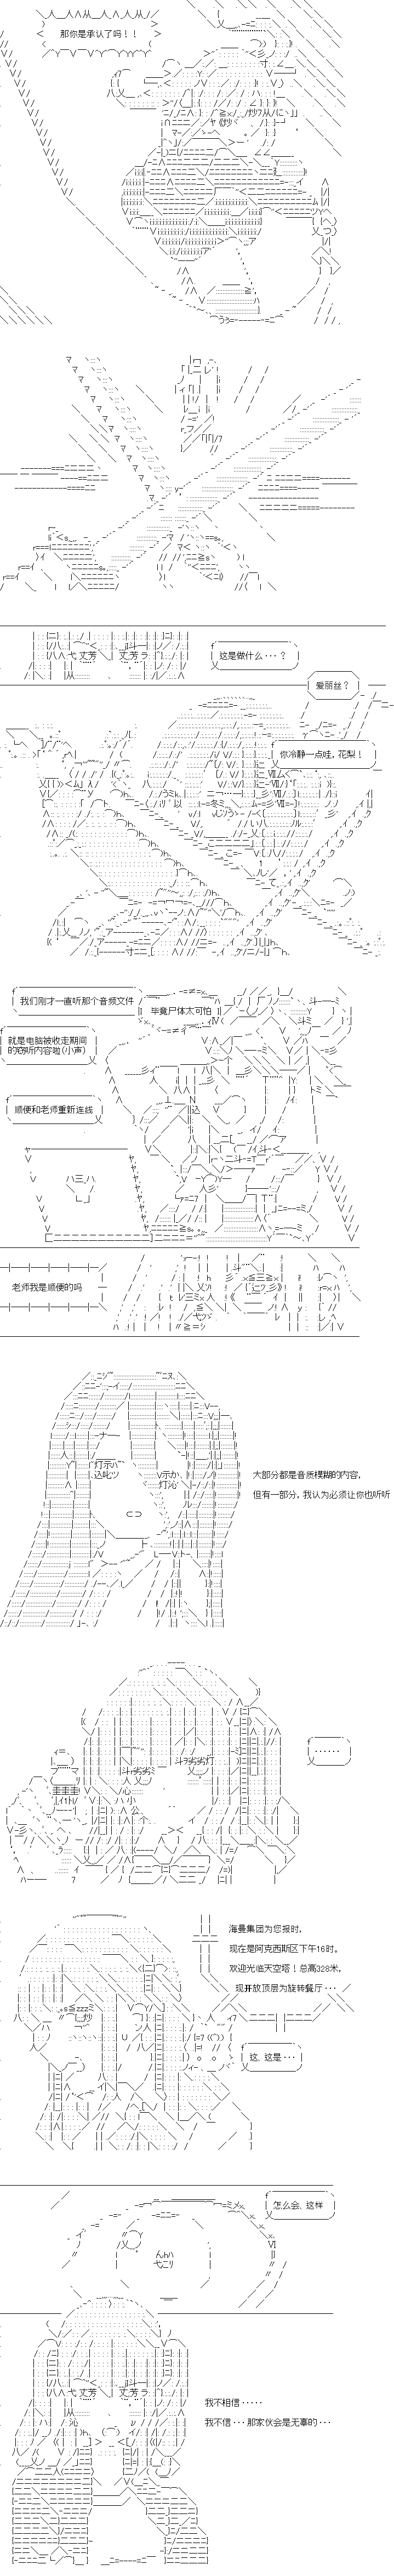 那你是承认了吗！！
这是做什么・・・？
爱丽丝？
你冷静一点哇，花梨！
我们刚才一直听那个音频文件
毕竟尸体太可怕
就是电脑被收走期间
的窃听内容啦(小声)
顺便和老师重新连线
老师我是顺便的吗
大部分都是音质模糊的内容，
但有一部分，我认为必须让你也听听
・・・・・・
海曼集团为您报时，
现在是阿克西斯区下午16时。
欢迎光临天空塔！总高328米，
现开放顶层为旋转餐厅・・・
这、这是・・・
怎么会、这样
我不相信・・・・・
我不信・・・那家伙会是无辜的・・・